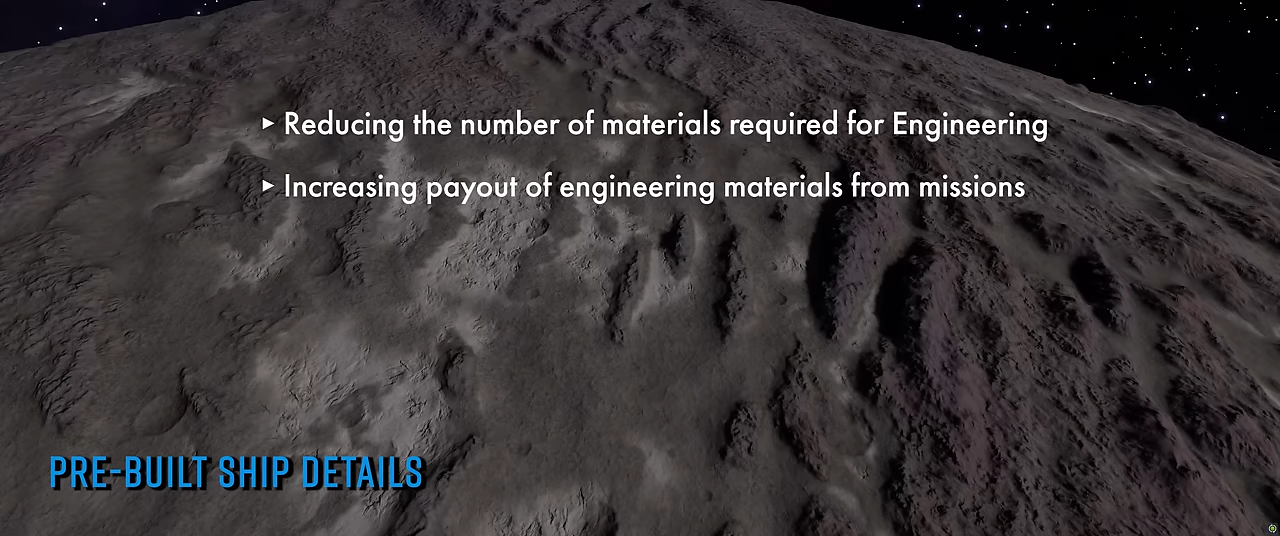 ▸ Reducing the number of materials required for Engineering
▸ Increasing payout of engineering materials from missions
PRE-BUILT SHIP DETAILS